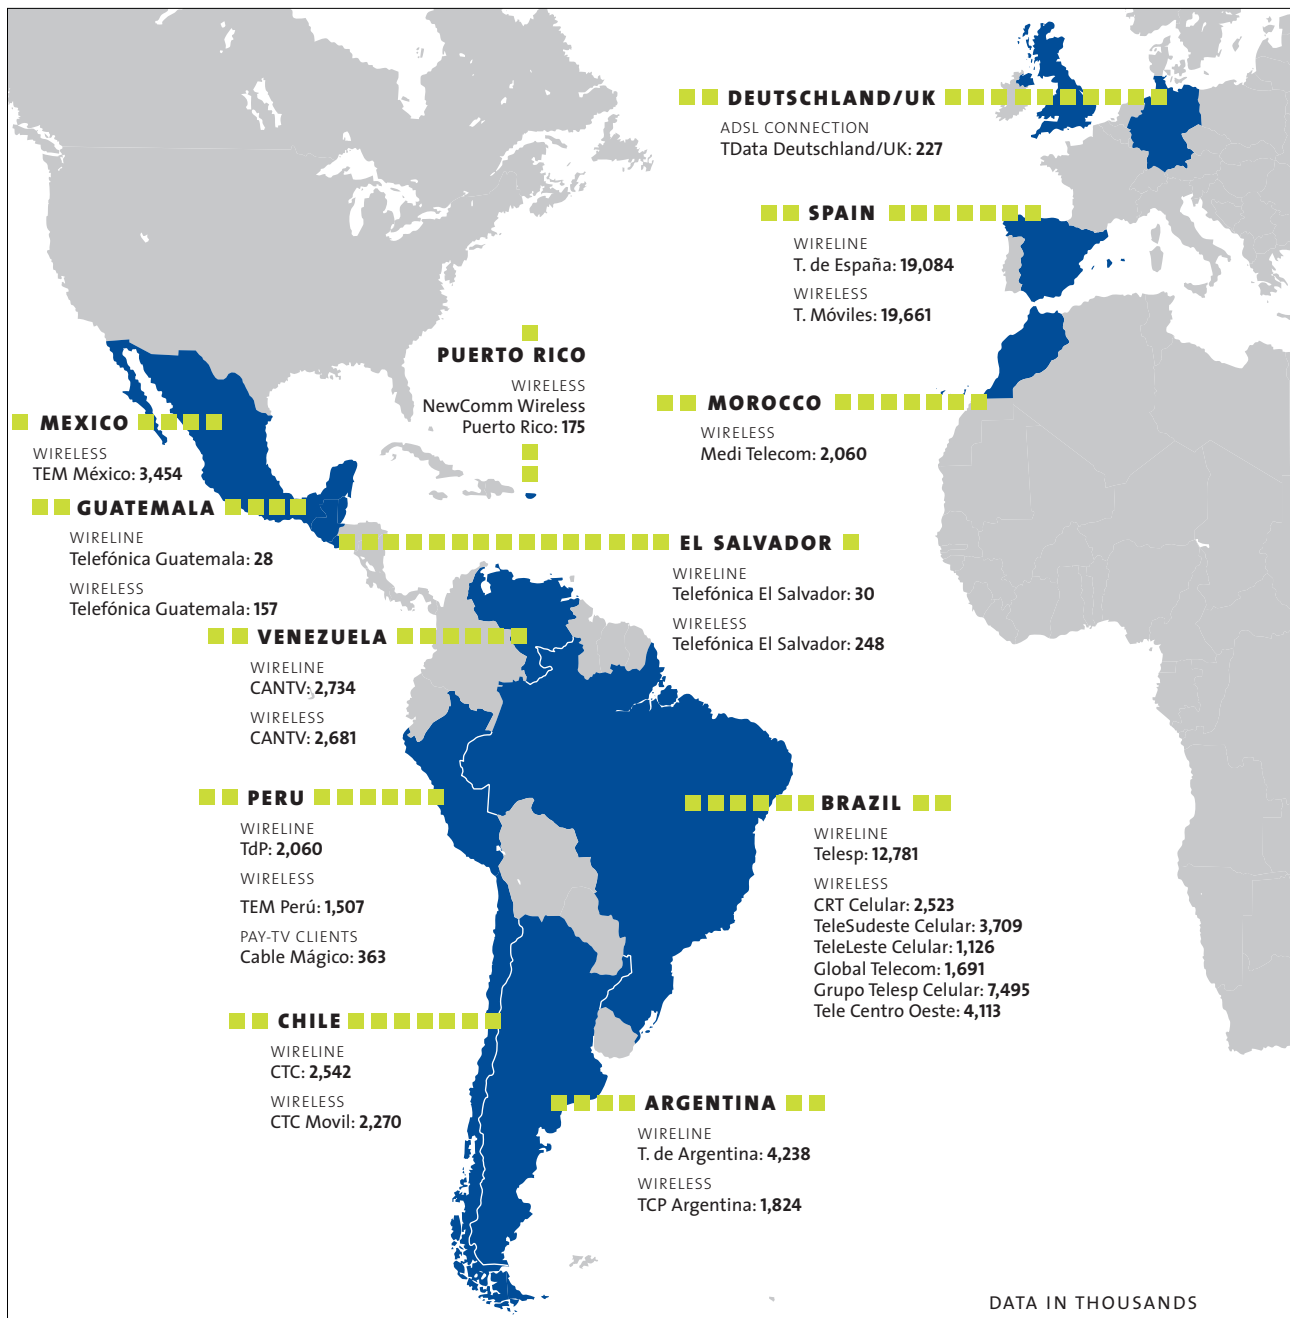 DEUTSCHLAND/UK
ADSL CONNECTION
TData Deutschland/UK: 227
SPAIN
WIRELINE
T. de España: 19,084
WIRELESS
T. Móviles: 19,661
PUERTO RICO
WIRELESS
NewComm Wireless
Puerto Rico: 175
MEXICO
WIRELESS
TEM México: 3,454
MOROCCO
WIRELESS
Medi Telecom: 2,060
GUATEMALA
WIRELINE
Telefónica Guatemala: 28
WIRELESS
Telefónica Guatemala: 157
EL SALVADOR
WIRELINE
Telefónica El Salvador: 30
WIRELESS
Telefónica El Salvador: 248
VENEZUELA
WIRELINE
CANTV: 2,734
WIRELESS
CANTV: 2,681
PERU
WIRELINE
TdP: 2,060
WIRELESS
TEM Perú: 1,507
PAY-TV CLIENTS
Cable Mágico: 363
BRAZIL
WIRELINE
Telesp: 12,781
WIRELESS
CRT Celular: 2,523
TeleSudeste Celular: 3,709
TeleLeste Celular: 1,126
Global Telecom: 1,691
Grupo Telesp Celular: 7,495
Tele Centro Oeste: 4,113
CHILE
WIRELINE
CTC: 2,542
WIRELESS
CTC Movil: 2,270
ARGENTINA
WIRELINE
T. de Argentina: 4,238
WIRELESS
TCP Argentina: 1,824
DATA IN THOUSANDS